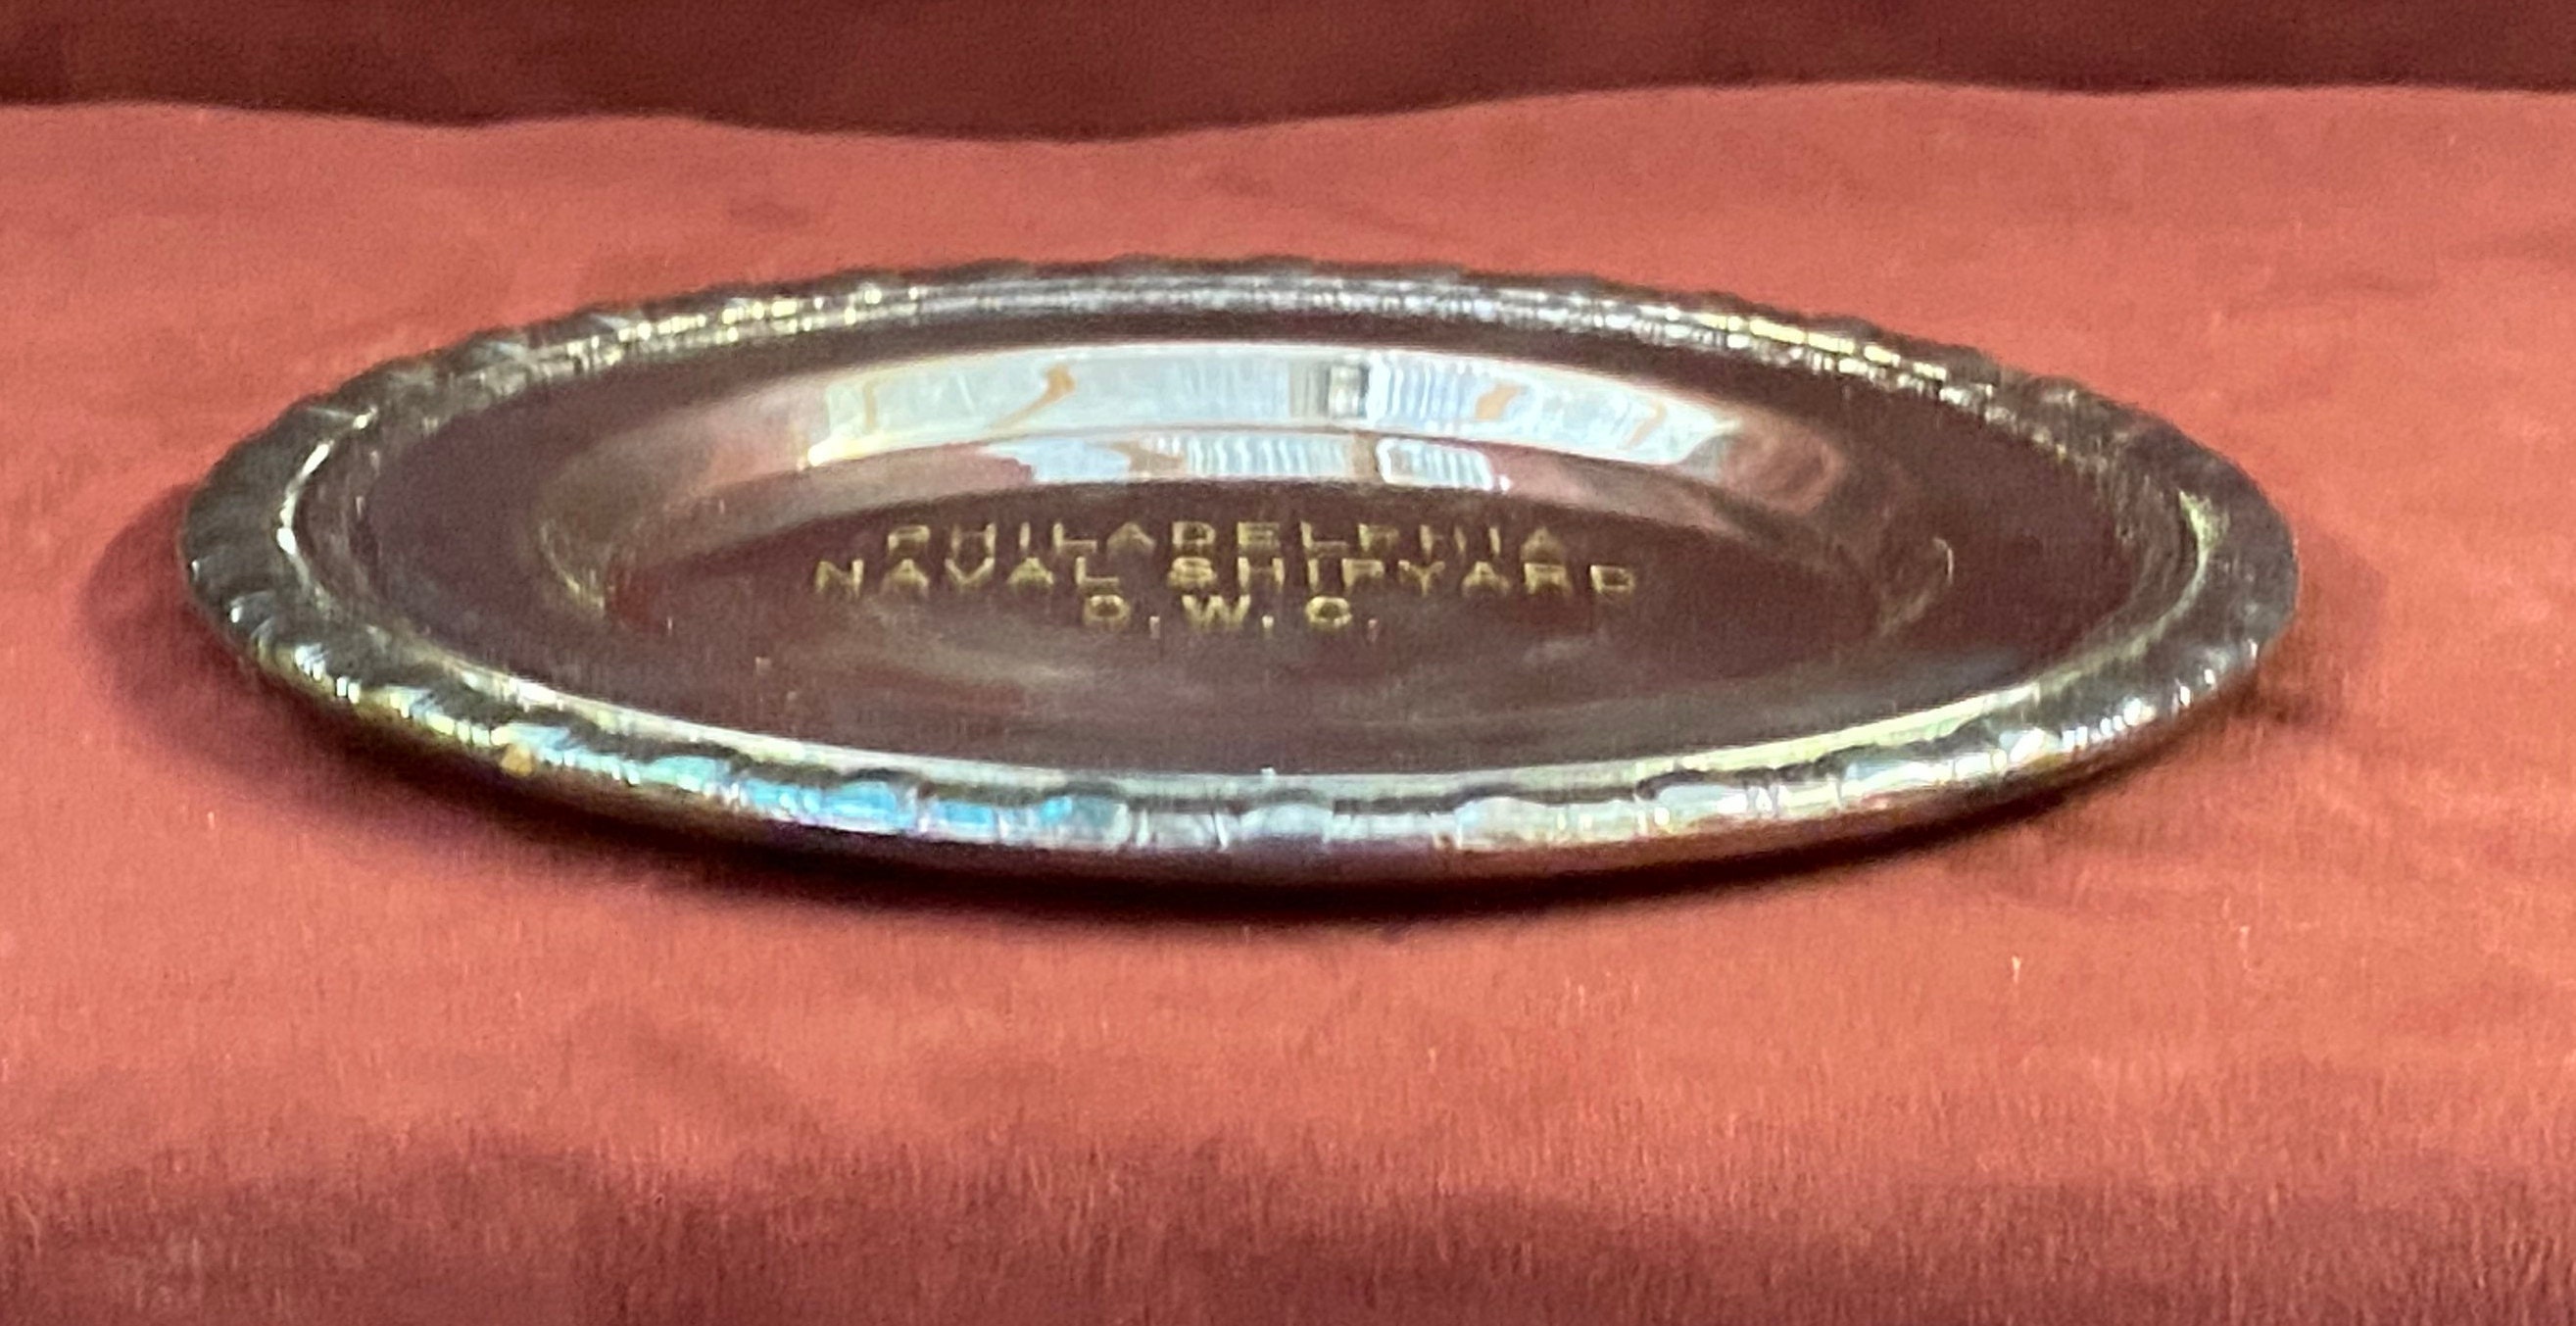 PHILADELPHIA
NAVAL SHIPYARD
O. W. C.